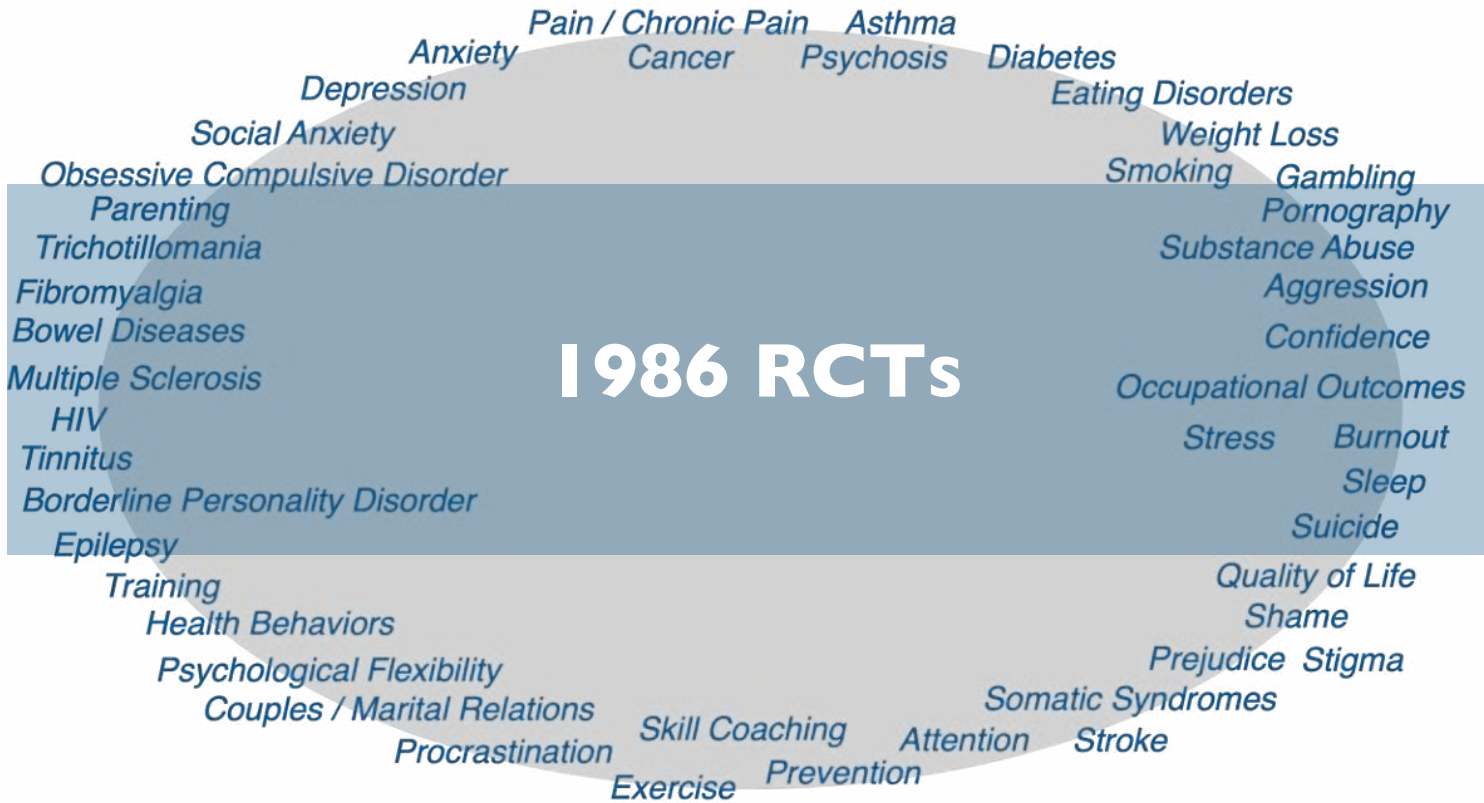 Pain / Chronic Pain Asthma
Anxiety Cancer Psychosis Diabetes
Depression Eating Disorders
Social Anxiety Weight Loss
Obsessive Compulsive Disorder Smoking Gambling
Parenting Pornography
Trichotillomania Substance Abuse
Fibromyalgia Aggression
Bowel Diseases Confidence
1986 RCTs
Multiple Sclerosis Occupational Outcomes
HIV Stress Burnout
Tinnitus Sleep
Borderline Personality Disorder Suicide
Epilepsy
Training Quality of Life
Health Behaviors Shame
Psychological Flexibility Prejudice Stigma
Couples / Marital Relations Somatic Syndromes
Procrastination Skill Coaching Attention Stroke
Exercise Prevention